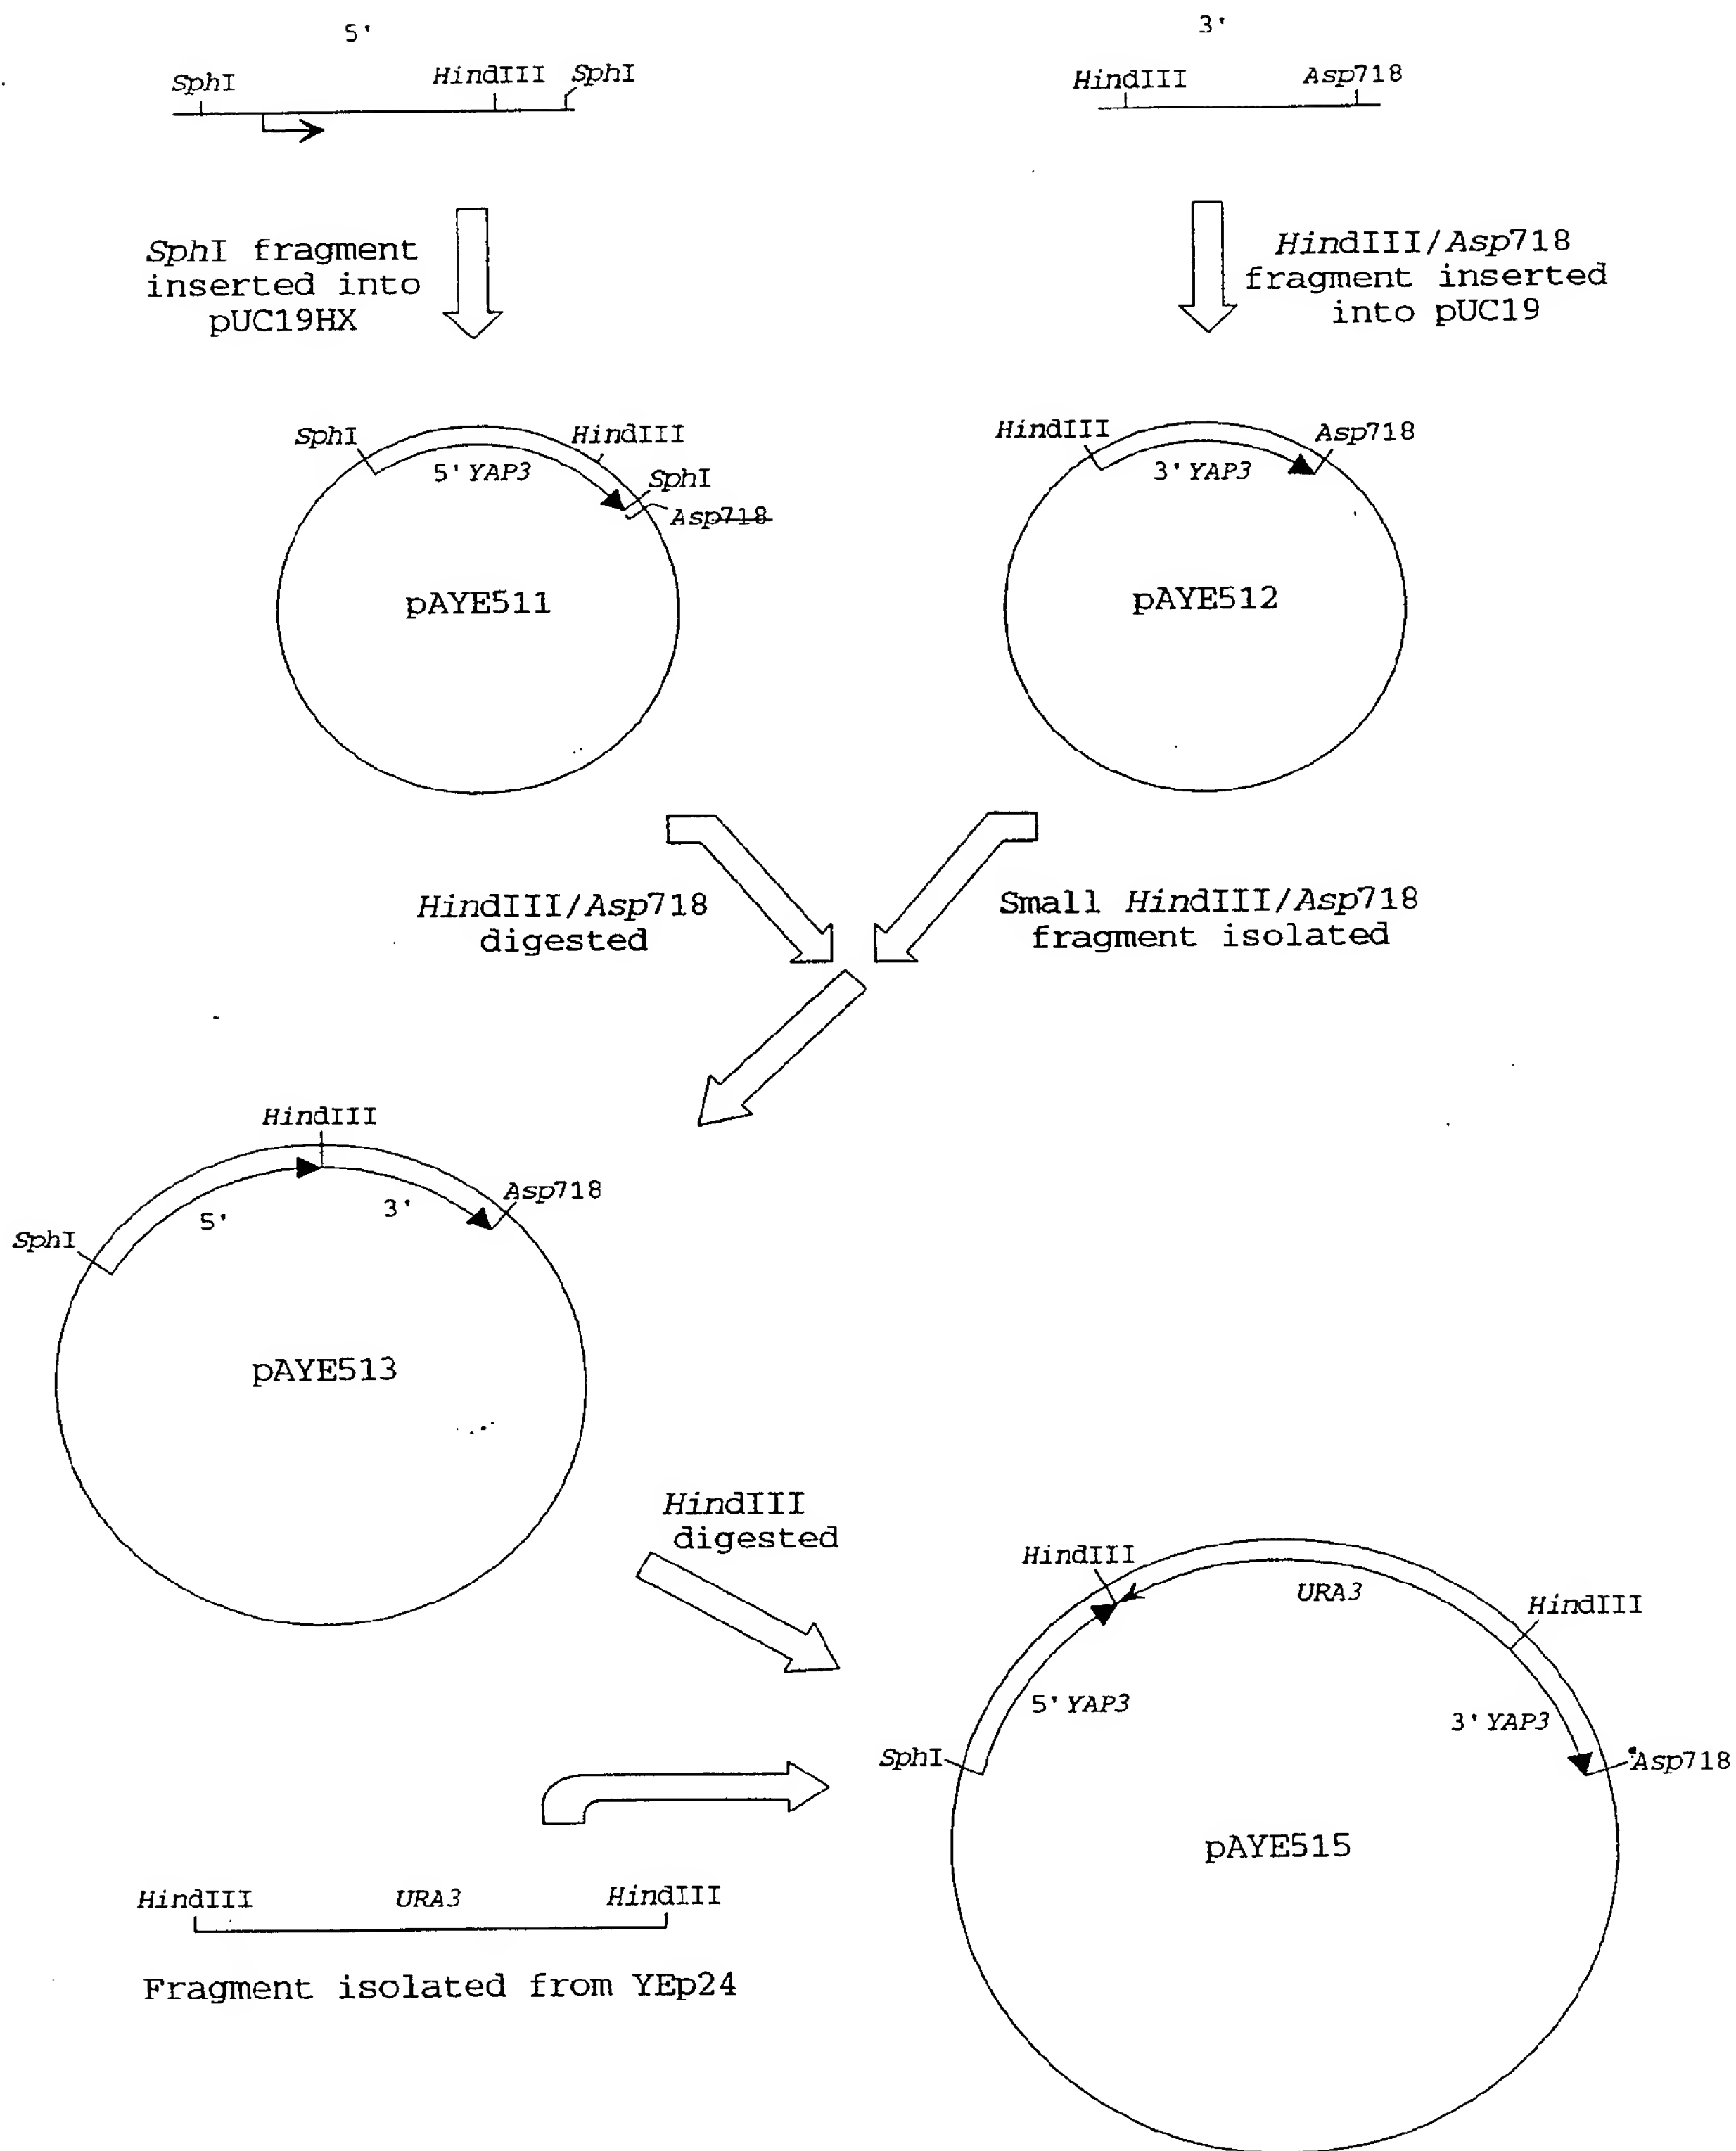 5'
3'
SphI
HindIII
SphI
HindIII
Asp718
SphI fragment
inserted into
pUC19HX
HindIII/Asp718
fragment inserted
into pUC19
SphI
HindIII
5' YAP3
SphI
Asp718
pAYE511
HindIII
Asp718
3' YAP3
pAYE512
HindIII/Asp718
digested
Small HindIII/Asp718
fragment isolated
HindIII
Asp718
SphI
5'
3'
pAYE513
HindIII
digested
HindIII
URA3
HindIII
5' YAP3
3' YAP3
SphI
Asp718
pAYE515
HindIII
URA3
HindIII
Fragment isolated from YEp24